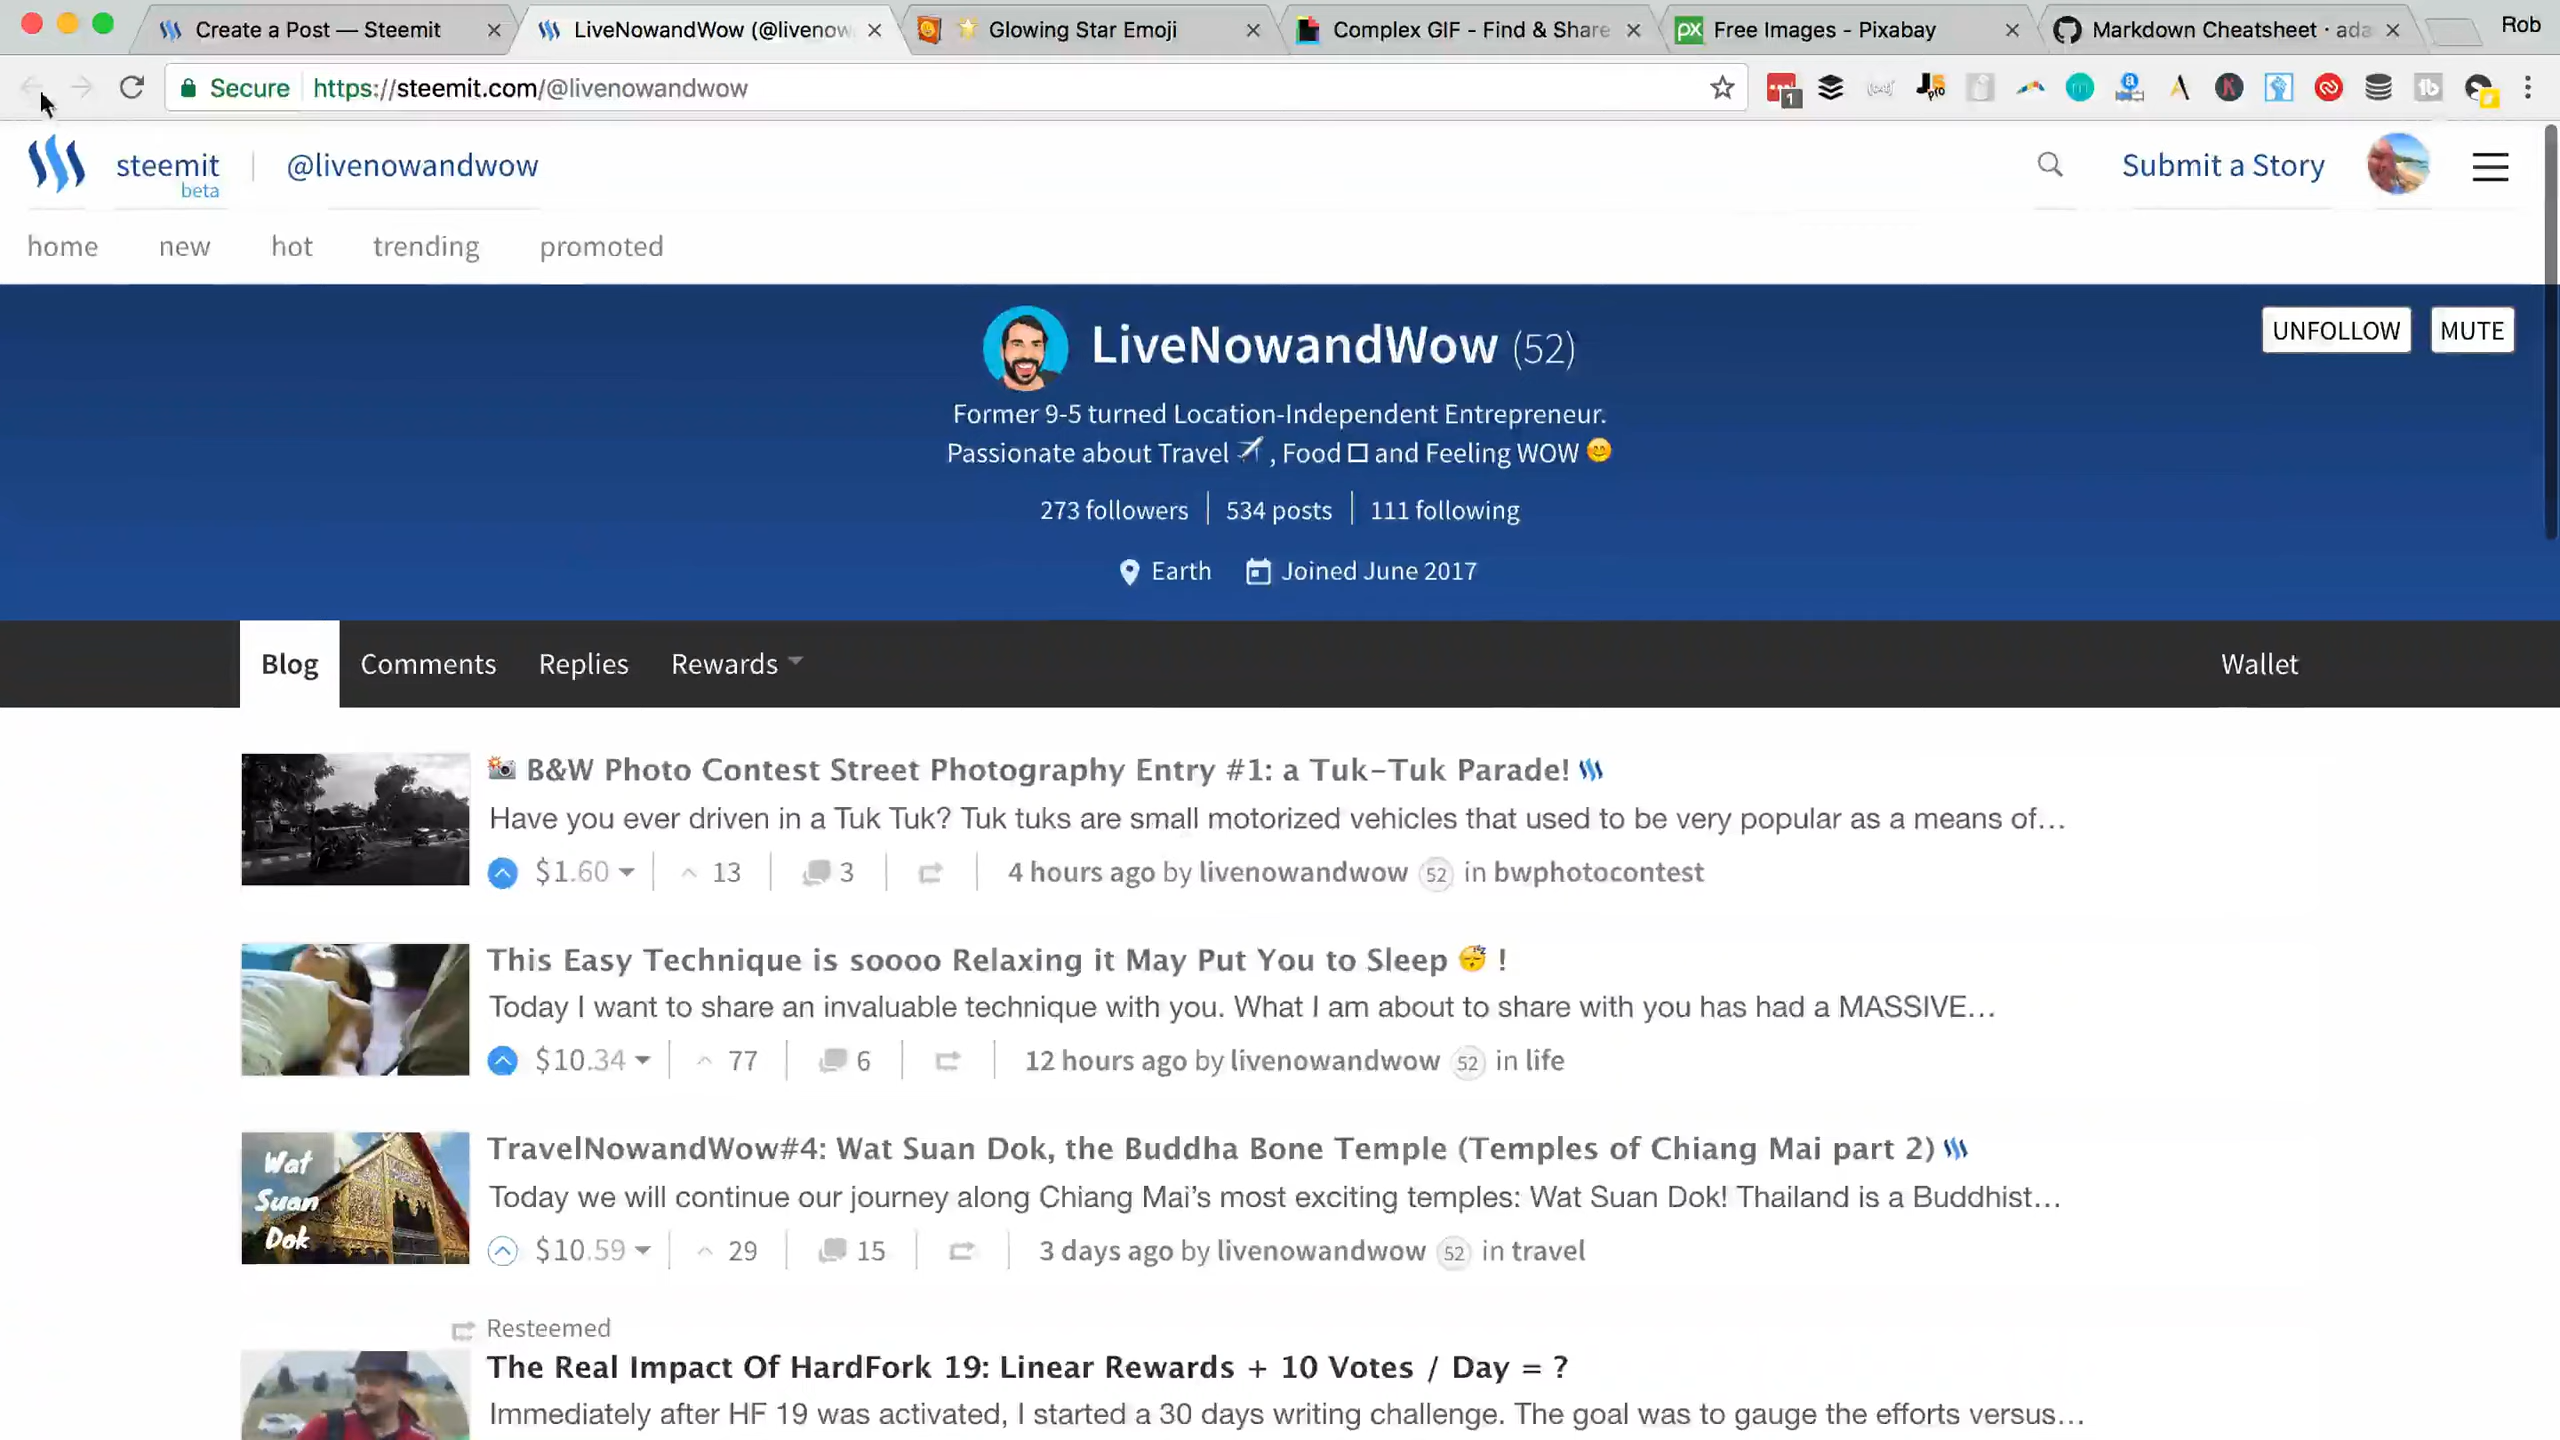 Create a Post — Steemit
LiveNowandWow (@livenow
Glowing Star Emoji
Complex GIF - Find & Share
Free Images - Pixabay
Markdown Cheatsheet · ada
Rob
Secure https://steemit.com/@livenowandwow
1
steemit
beta
@livenowandwow
Submit a Story
home new hot trending promoted
LiveNowandWow (52)
UNFOLLOW MUTE
Former 9-5 turned Location-Independent Entrepreneur.
Passionate about Travel ✈ , Food □ and Feeling WOW 😊
273 followers 534 posts 111 following
Earth Joined June 2017
Blog Comments Replies Rewards Wallet
📸 B&W Photo Contest Street Photography Entry #1: a Tuk-Tuk Parade!
Have you ever driven in a Tuk Tuk? Tuk tuks are small motorized vehicles that used to be very popular as a means of...
$1.60 13 3 4 hours ago by livenowandwow 52 in bwphotocontest
This Easy Technique is soooo Relaxing it May Put You to Sleep 😴 !
Today I want to share an invaluable technique with you. What I am about to share with you has had a MASSIVE...
$10.34 77 6 12 hours ago by livenowandwow 52 in life
Wat
Suan
Dok
TravelNowandWow#4: Wat Suan Dok, the Buddha Bone Temple (Temples of Chiang Mai part 2)
Today we will continue our journey along Chiang Mai's most exciting temples: Wat Suan Dok! Thailand is a Buddhist...
$10.59 29 15 3 days ago by livenowandwow 52 in travel
Resteemed
The Real Impact Of HardFork 19: Linear Rewards + 10 Votes / Day = ?
Immediately after HF 19 was activated, I started a 30 days writing challenge. The goal was to gauge the efforts versus...